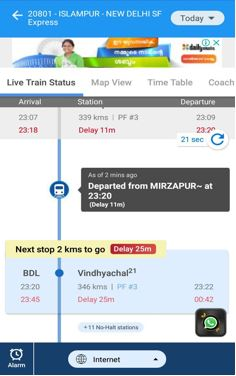 20801 - ISLAMPUR - NEW DELHI SF
Express
Today
Live Train Status
Map View
Time Table
Coach
Arrival
Station
Departure
23:07
339 kms | PF #3
23:09
23:18
Delay 11m
23:20
21 sec
As of 2 mins ago
Departed from MIRZAPUR~ at
23:20
(Delay 11m)
Next stop 2 kms to go
Delay 25m
BDL
Vindhyachal21
23:20
346 kms | PF #3
23:22
23:45
Delay 25m
00:42
+11 No-Halt stations
Alarm
Internet